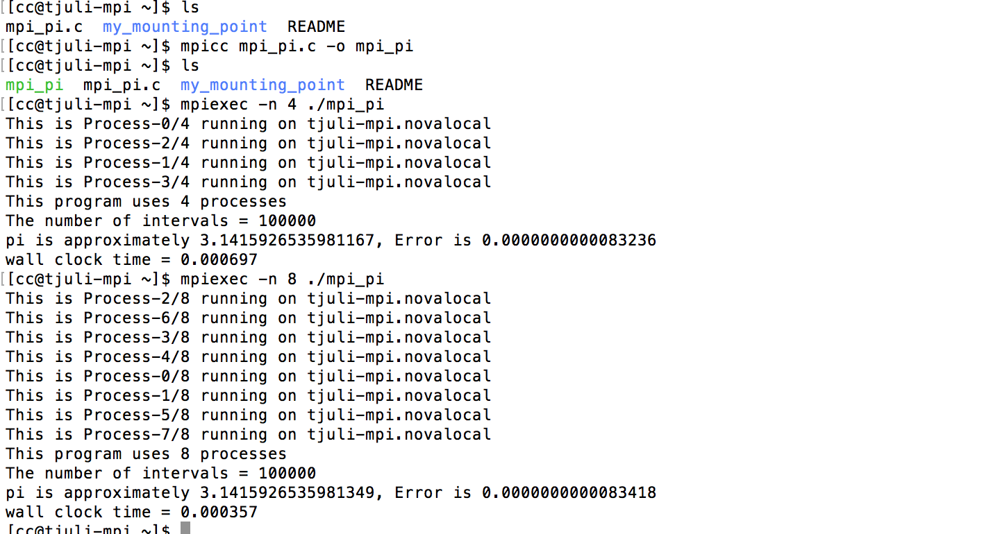 [[cc@tjuli-mpi ~]$ ls
mpi_pi.c  my_mounting_point  README
[[cc@tjuli-mpi ~]$ mpicc mpi_pi.c -o mpi_pi
[[cc@tjuli-mpi ~]$ ls
mpi_pi  mpi_pi.c  my_mounting_point  README
[[cc@tjuli-mpi ~]$ mpiexec -n 4 ./mpi_pi
This is Process-0/4 running on tjuli-mpi.novalocal
This is Process-2/4 running on tjuli-mpi.novalocal
This is Process-1/4 running on tjuli-mpi.novalocal
This is Process-3/4 running on tjuli-mpi.novalocal
This program uses 4 processes
The number of intervals = 100000
pi is approximately 3.1415926535981167, Error is 0.0000000000083236
wall clock time = 0.000697
[[cc@tjuli-mpi ~]$ mpiexec -n 8 ./mpi_pi
This is Process-2/8 running on tjuli-mpi.novalocal
This is Process-6/8 running on tjuli-mpi.novalocal
This is Process-3/8 running on tjuli-mpi.novalocal
This is Process-4/8 running on tjuli-mpi.novalocal
This is Process-0/8 running on tjuli-mpi.novalocal
This is Process-1/8 running on tjuli-mpi.novalocal
This is Process-5/8 running on tjuli-mpi.novalocal
This is Process-7/8 running on tjuli-mpi.novalocal
This program uses 8 processes
The number of intervals = 100000
pi is approximately 3.1415926535981349, Error is 0.0000000000083418
wall clock time = 0.000357
[cc@tjuli-mpi ~]$